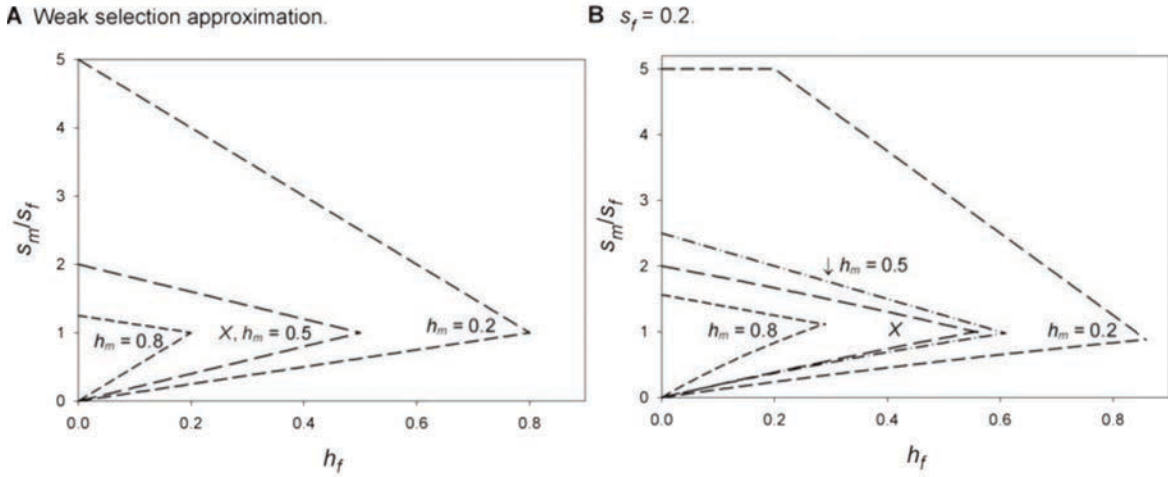 A Weak selection approximation.
5
4
3
2
1
0
s_m/s_f
h_m = 0.8
X, h_m = 0.5
h_m = 0.2
0.0 0.2 0.4 0.6 0.8
h_f
B s_f = 0.2.
5
4
3
2
1
0
s_m/s_f
↓ h_m = 0.5
h_m = 0.8
X
h_m = 0.2
0.0 0.2 0.4 0.6 0.8
h_f